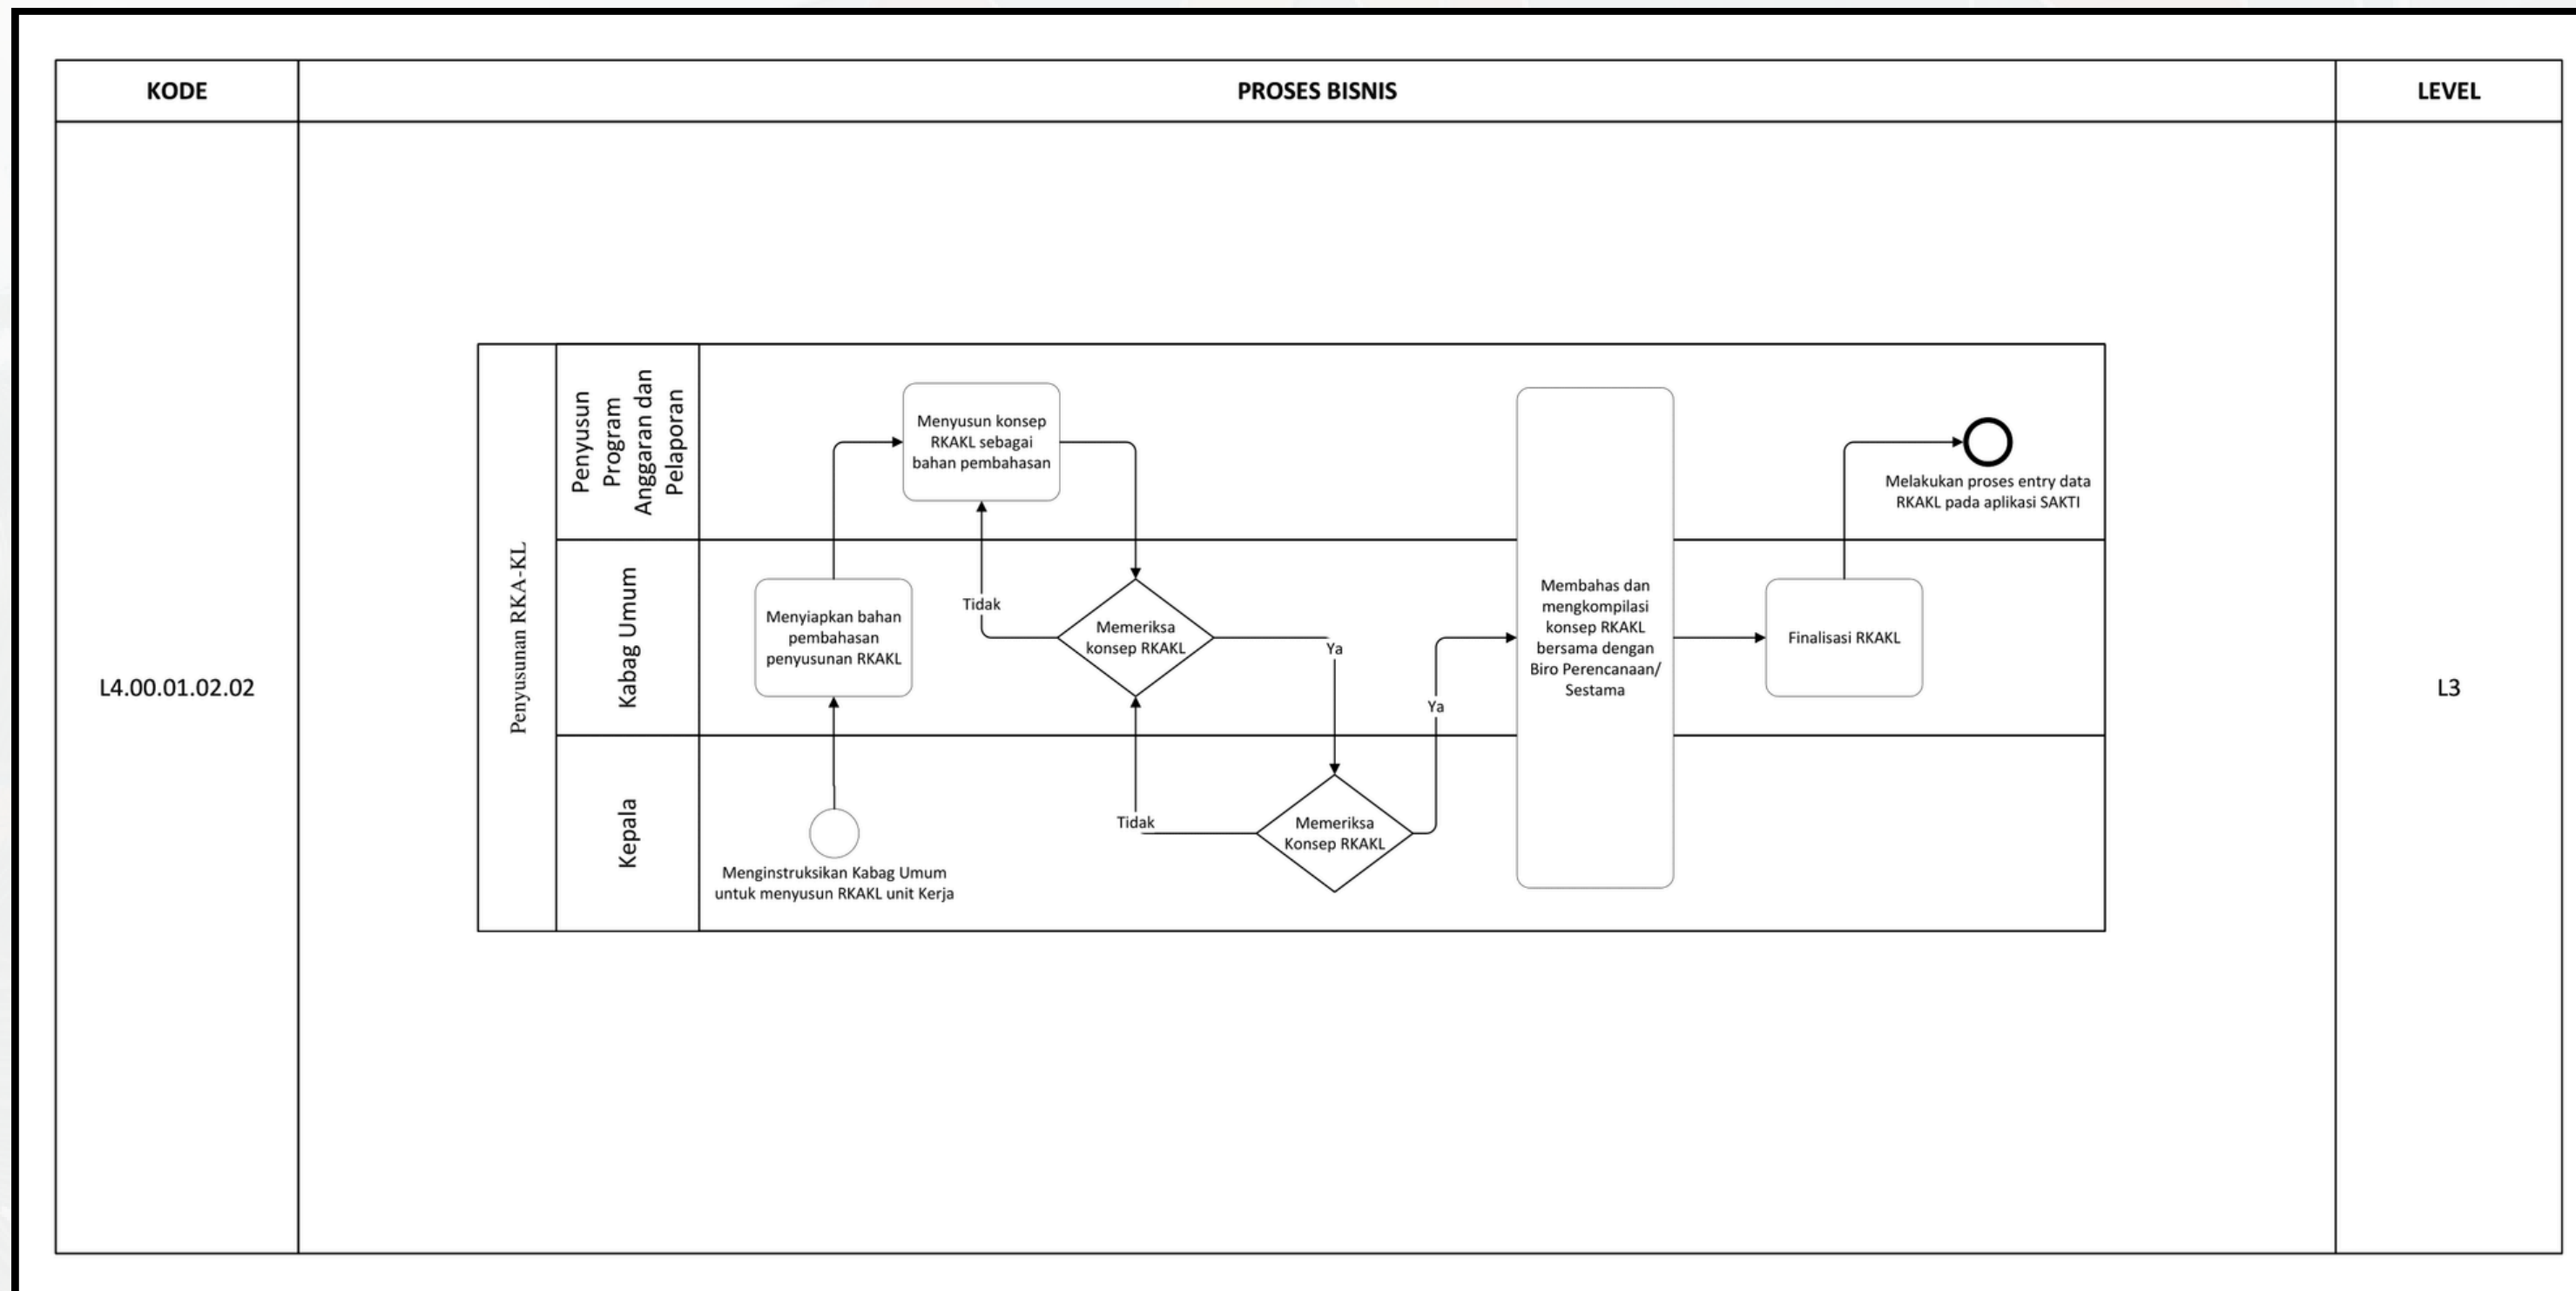 KODE
PROSES BISNIS
LEVEL
L4.00.01.02.02
L3
Penyusunan RKA-KL
Penyusun
Program
Anggaran dan
Pelaporan
Menyusun konsep
RKAKL sebagai
bahan pembahasan
Melakukan proses entry data
RKAKL pada aplikasi SAKTI
Kabag Umum
Menyiapkan bahan
pembahasan
penyusunan RKAKL
Tidak
Memeriksa
konsep RKAKL
Ya
Ya
Membahas dan
mengkompilasi
konsep RKAKL
bersama dengan
Biro Perencanaan/
Sestama
Finalisasi RKAKL
Kepala
Menginstruksikan Kabag Umum
untuk menyusun RKAKL unit Kerja
Tidak
Memeriksa
Konsep RKAKL